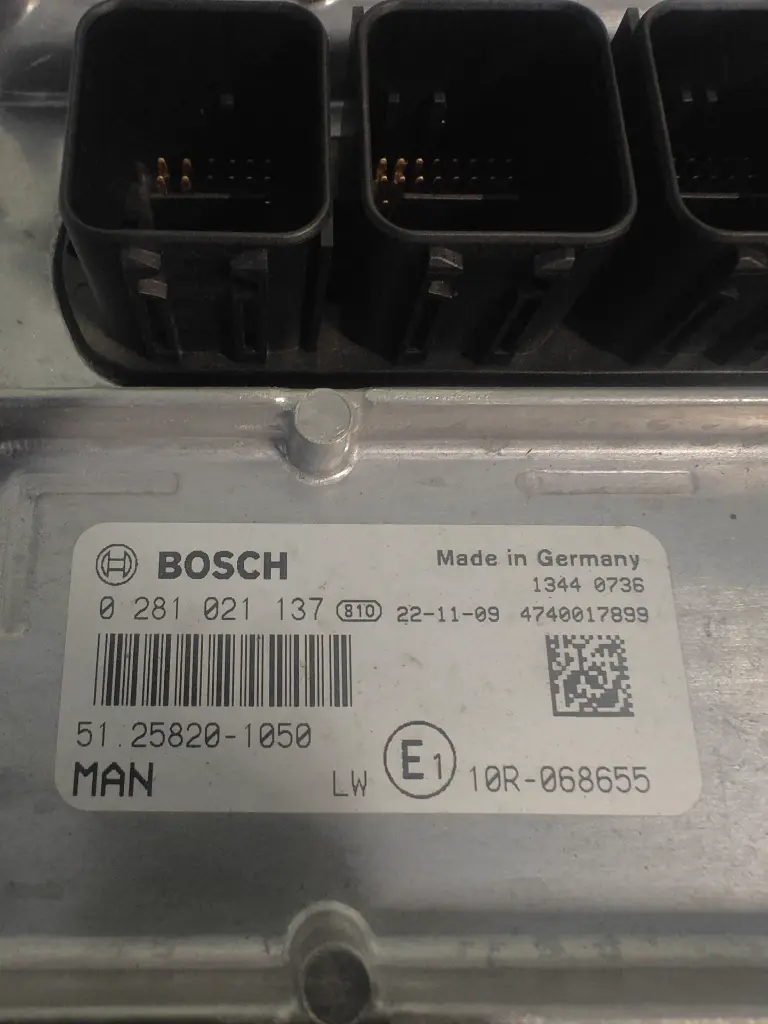 BOSCH
Made in Germany
1344 0736
0 281 021 137 810 22-11-09 4740017899
51.25820-1050
MAN LW E1 10R-068655